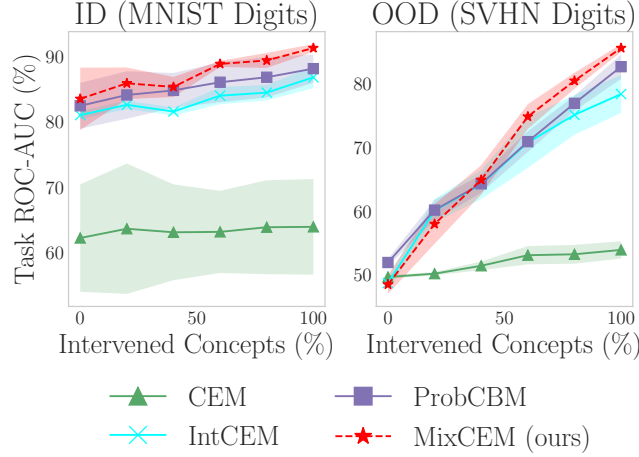 ID (MNIST Digits) OOD (SVHN Digits)
Task ROC-AUC (%)
90
80
70
60
80
70
60
50
0 50 100 0 50 100
Intervened Concepts (%) Intervened Concepts (%)
CEM ProbCBM
IntCEM MixCEM (ours)